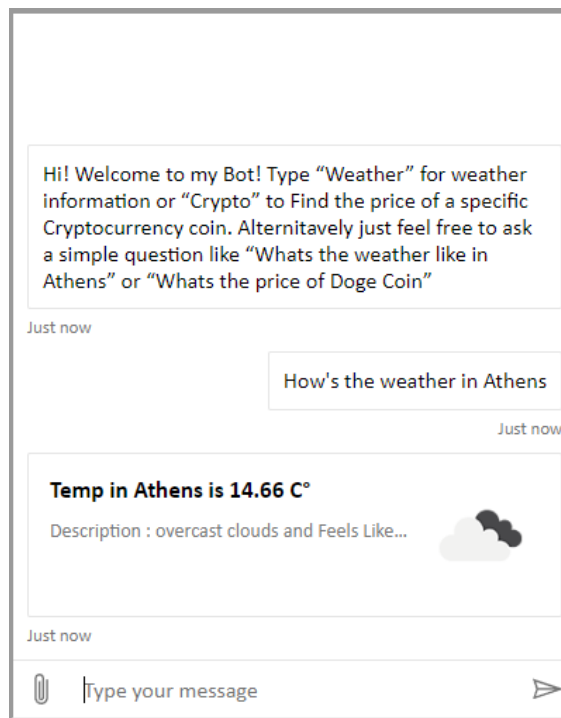 Hi! Welcome to my Bot! Type “Weather” for weather
information or “Crypto” to Find the price of a specific
Cryptocurrency coin. Alternitavely just feel free to ask
a simple question like “Whats the weather like in
Athens” or “Whats the price of Doge Coin”
Just now
How's the weather in Athens
Just now
Temp in Athens is 14.66 C°
Description : overcast clouds and Feels Like...
Just now
Type your message